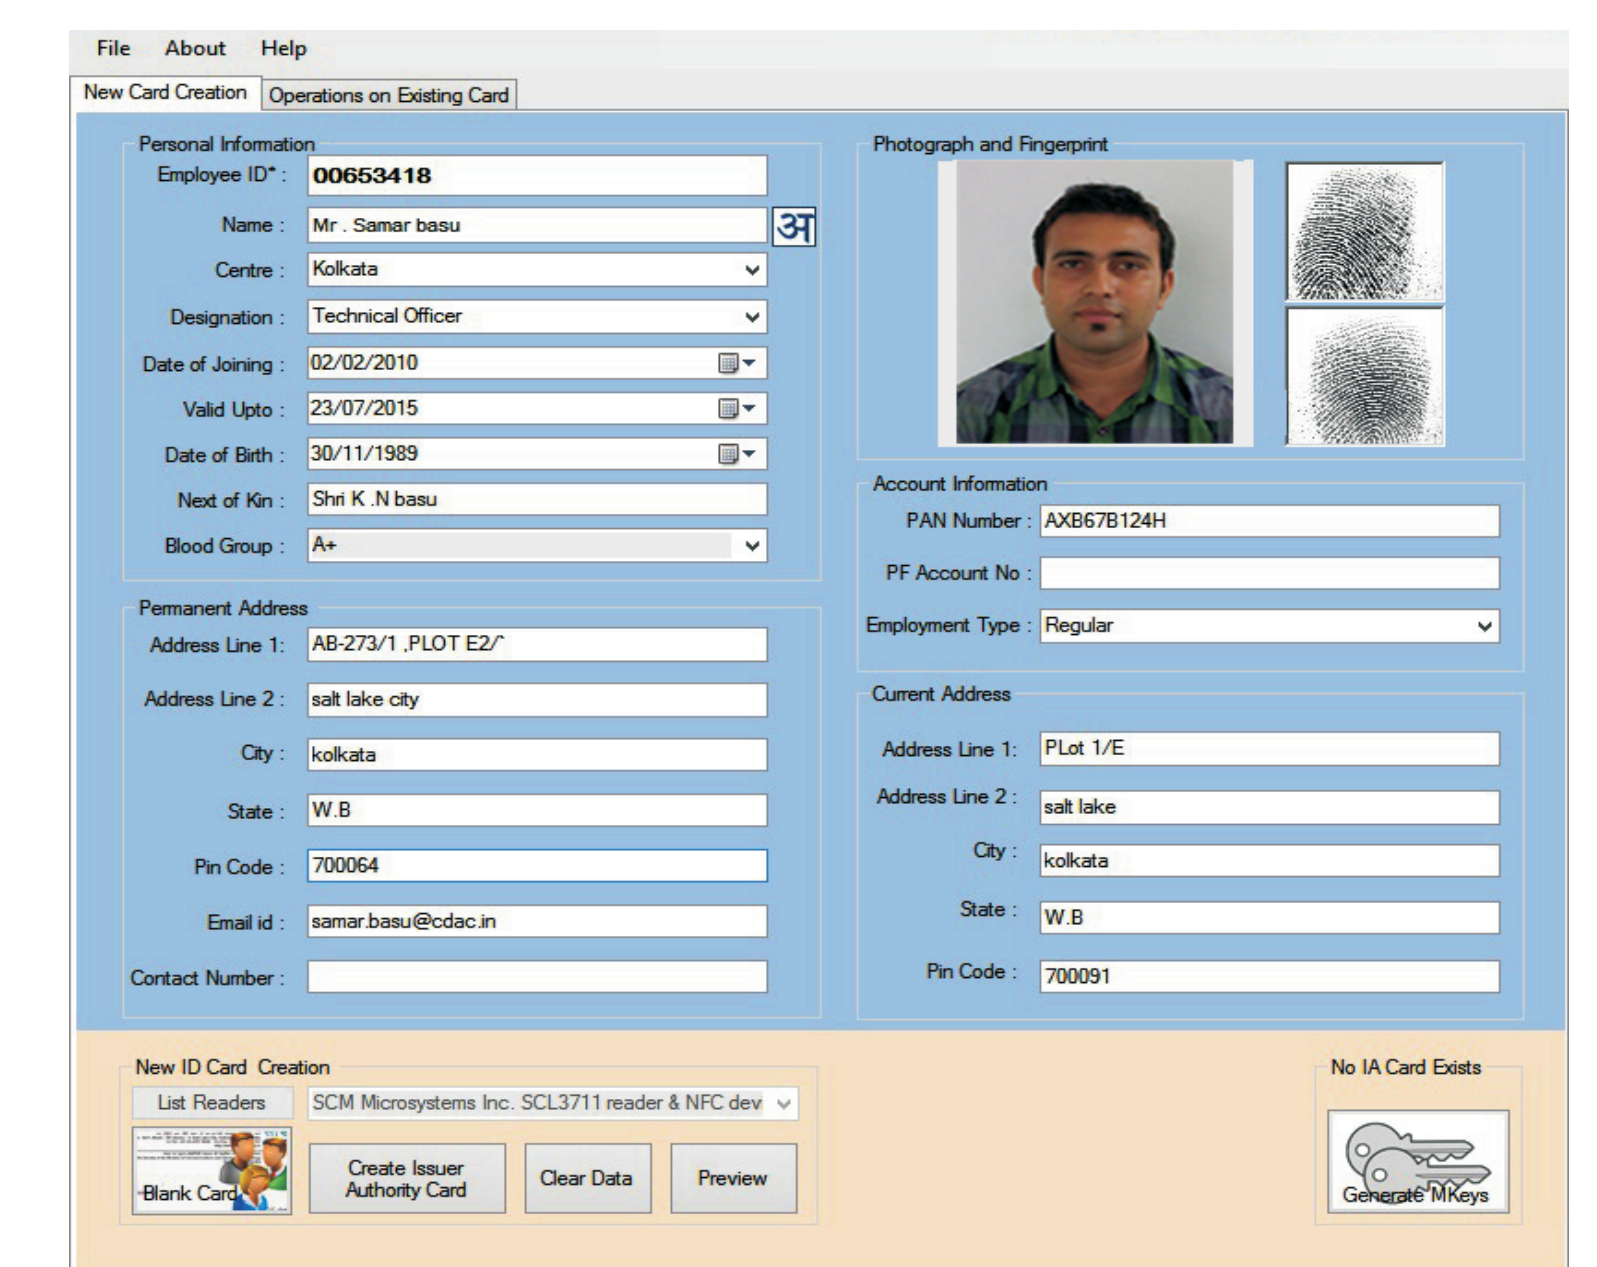 File About Help
New Card Creation Operations on Existing Card
Personal Information
Employee ID* : 00653418
Name : Mr . Samar basu अ
Centre : Kolkata
Designation : Technical Officer
Date of Joining : 02/02/2010
Valid Upto : 23/07/2015
Date of Birth : 30/11/1989
Next of Kin : Shri K .N basu
Blood Group : A+
Permanent Address
Address Line 1: AB-273/1 ,PLOT E2/`
Address Line 2 : salt lake city
City : kolkata
State : W.B
Pin Code : 700064
Email id : samar.basu@cdac.in
Contact Number :
Photograph and Fingerprint
Account Information
PAN Number : AXB67B124H
PF Account No :
Employment Type : Regular
Current Address
Address Line 1: PLot 1/E
Address Line 2 : salt lake
City : kolkata
State : W.B
Pin Code : 700091
New ID Card Creation
List Readers SCM Microsystems Inc. SCL3711 reader & NFC dev
Blank Card
Create Issuer
Authority Card
Clear Data
Preview
No IA Card Exists
Generate MKeys